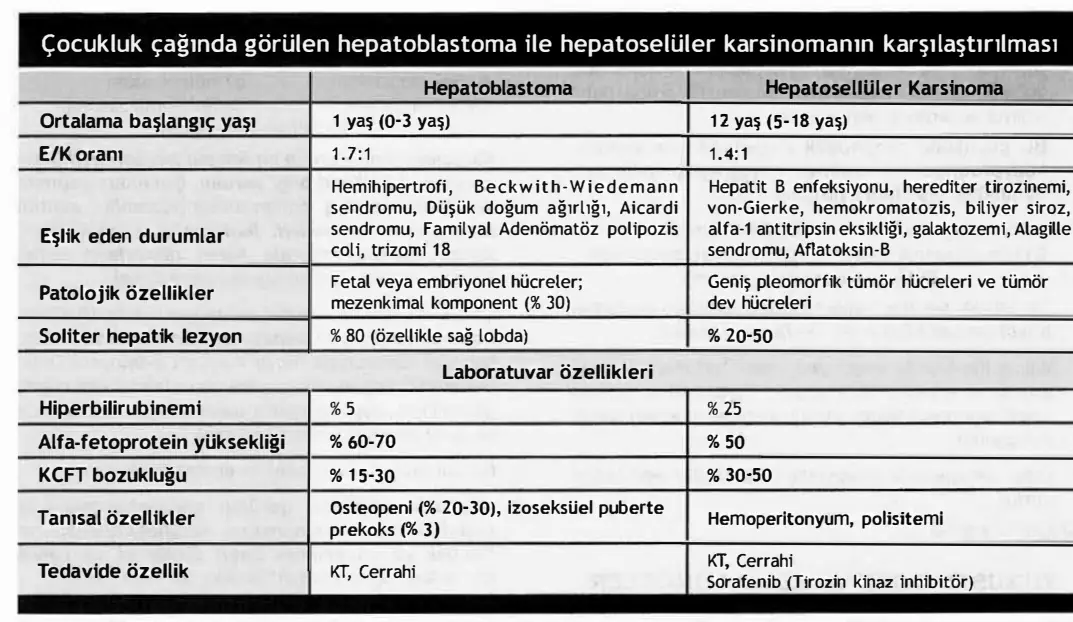 Çocukluk çağında görülen hepatoblastoma ile hepatoselüler karsinomanın karşılaştırılması
Hepatoblastoma Hepatosellüler Karsinoma
Ortalama başlangıç yaşı 1 yaş (0-3 yaş) 12 yaş (5-18 yaş)
E/K oranı 1.7:1 1.4:1
Eşlik eden durumlar
Hemihipertrofi, Beckwith-Wiedemann
sendromu, Düşük doğum ağırlığı, Aicardi
sendromu, Familyal Adenömatöz polipozis
coli, trizomi 18
Hepatit B enfeksiyonu, herediter tirozinemi,
von-Gierke, hemokromatozis, biliyer siroz,
alfa-1 antitripsin eksikliği, galaktozemi, Alagille
sendromu, Aflatoksin-B
Patolojik özellikler
Fetal veya embriyonel hücreler;
mezenkimal komponent (% 30)
Geniş pleomorfik tümör hücreleri ve tümör
dev hücreleri
Soliter hepatik lezyon % 80 (özellikle sağ lobda) % 20-50
Laboratuvar özellikleri
Hiperbilirubinemi % 5 % 25
Alfa-fetoprotein yüksekliği % 60-70 % 50
KCFT bozukluğu % 15-30 % 30-50
Tanısal özellikler
Osteopeni (% 20-30), izoseksüel puberte
prekoks (% 3)
Hemoperitonyum, polisitemi
Tedavide özellik KT, Cerrahi
KT, Cerrahi
Sorafenib (Tirozin kinaz inhibitör)